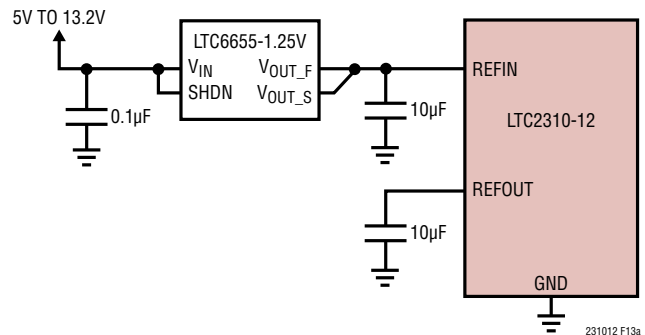 5V TO 13.2V
LTC6655-1.25V
VIN
VOUT_F
SHDN
VOUT_S
0.1µF
10µF
REFIN
LTC2310-12
REFOUT
10µF
GND
231012 F13a